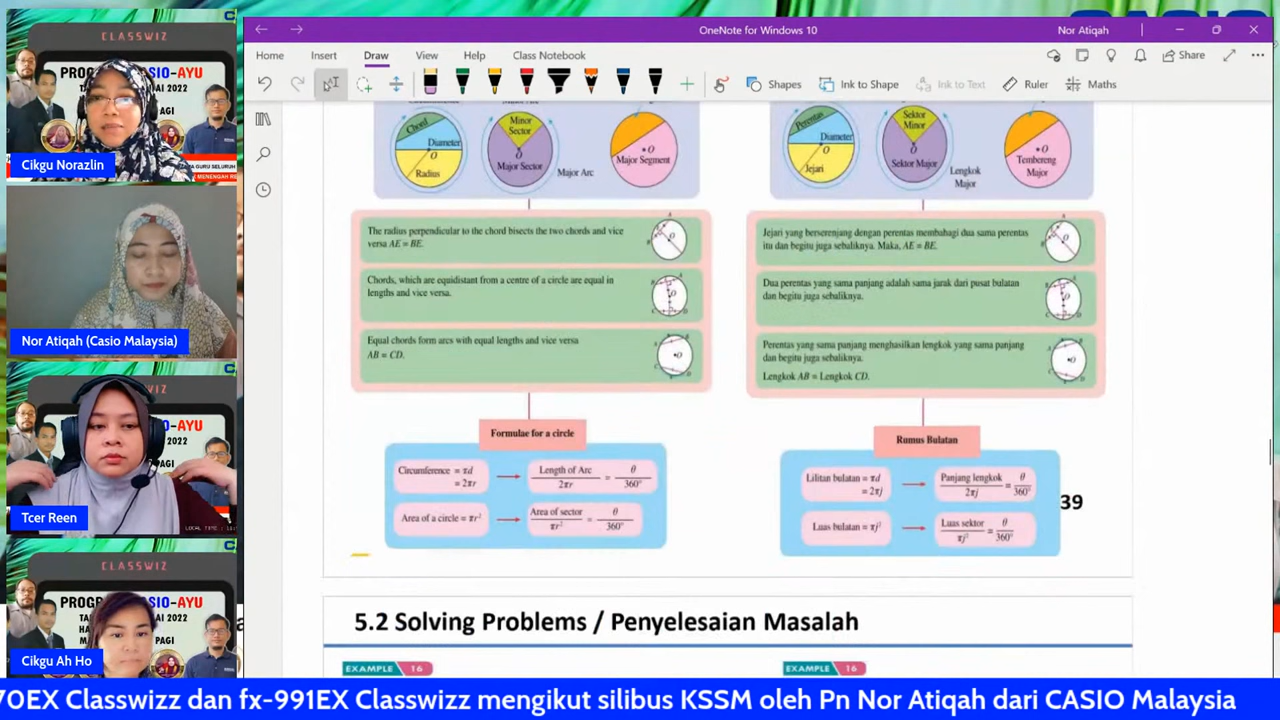 CLASSWIZ
Cikgu Norazlin
Nor Atiqah (Casio Malaysia)
CLASSWIZ
Tcer Reen
CLASSWIZ
Cikgu Ah Ho
OneNote for Windows 10
Nor Atiqah
Home Insert Draw View Help Class Notebook
Share
Shapes Ink to Shape Ink to Text Ruler Maths
Chord
Diameter
O
Radius
Minor
Sector
O
Major Sector
Major Arc
O
Major Segment
Perentas
Diameter
O
Jejari
Sektor
Minor
O
Sektor Major
Lengkok
Major
O
Tembereng
Major
The radius perpendicular to the chord bisects the two chords and vice
versa AE = BE.
Chords, which are equidistant from a centre of a circle are equal in
lengths and vice versa.
Equal chords form arcs with equal lengths and vice versa
AB = CD.
Jejari yang berserenjang dengan perentas membahagi dua sama perentas
itu dan begitu juga sebaliknya. Maka, AE = BE.
Dua perentas yang sama panjang adalah sama jarak dari pusat bulatan
dan begitu juga sebaliknya.
Perentas yang sama panjang menghasilkan lengkok yang sama panjang
dan begitu juga sebaliknya.
Lengkok AB = Lengkok CD.
Formulae for a circle
Circumference = πd
= 2πr
Length of Arc / 2πr = θ / 360°
Area of a circle = πr²
Area of sector / πr² = θ / 360°
Rumus Bulatan
Lilitan bulatan = πd
= 2πj
Panjang lengkok / 2πj = θ / 360°
Luas bulatan = πj²
Luas sektor / πj² = θ / 360°
39
5.2 Solving Problems / Penyelesaian Masalah
EXAMPLE 16
EXAMPLE 16
70EX Classwizz dan fx-991EX Classwizz mengikut silibus KSSM oleh Pn Nor Atiqah dari CASIO Malaysia